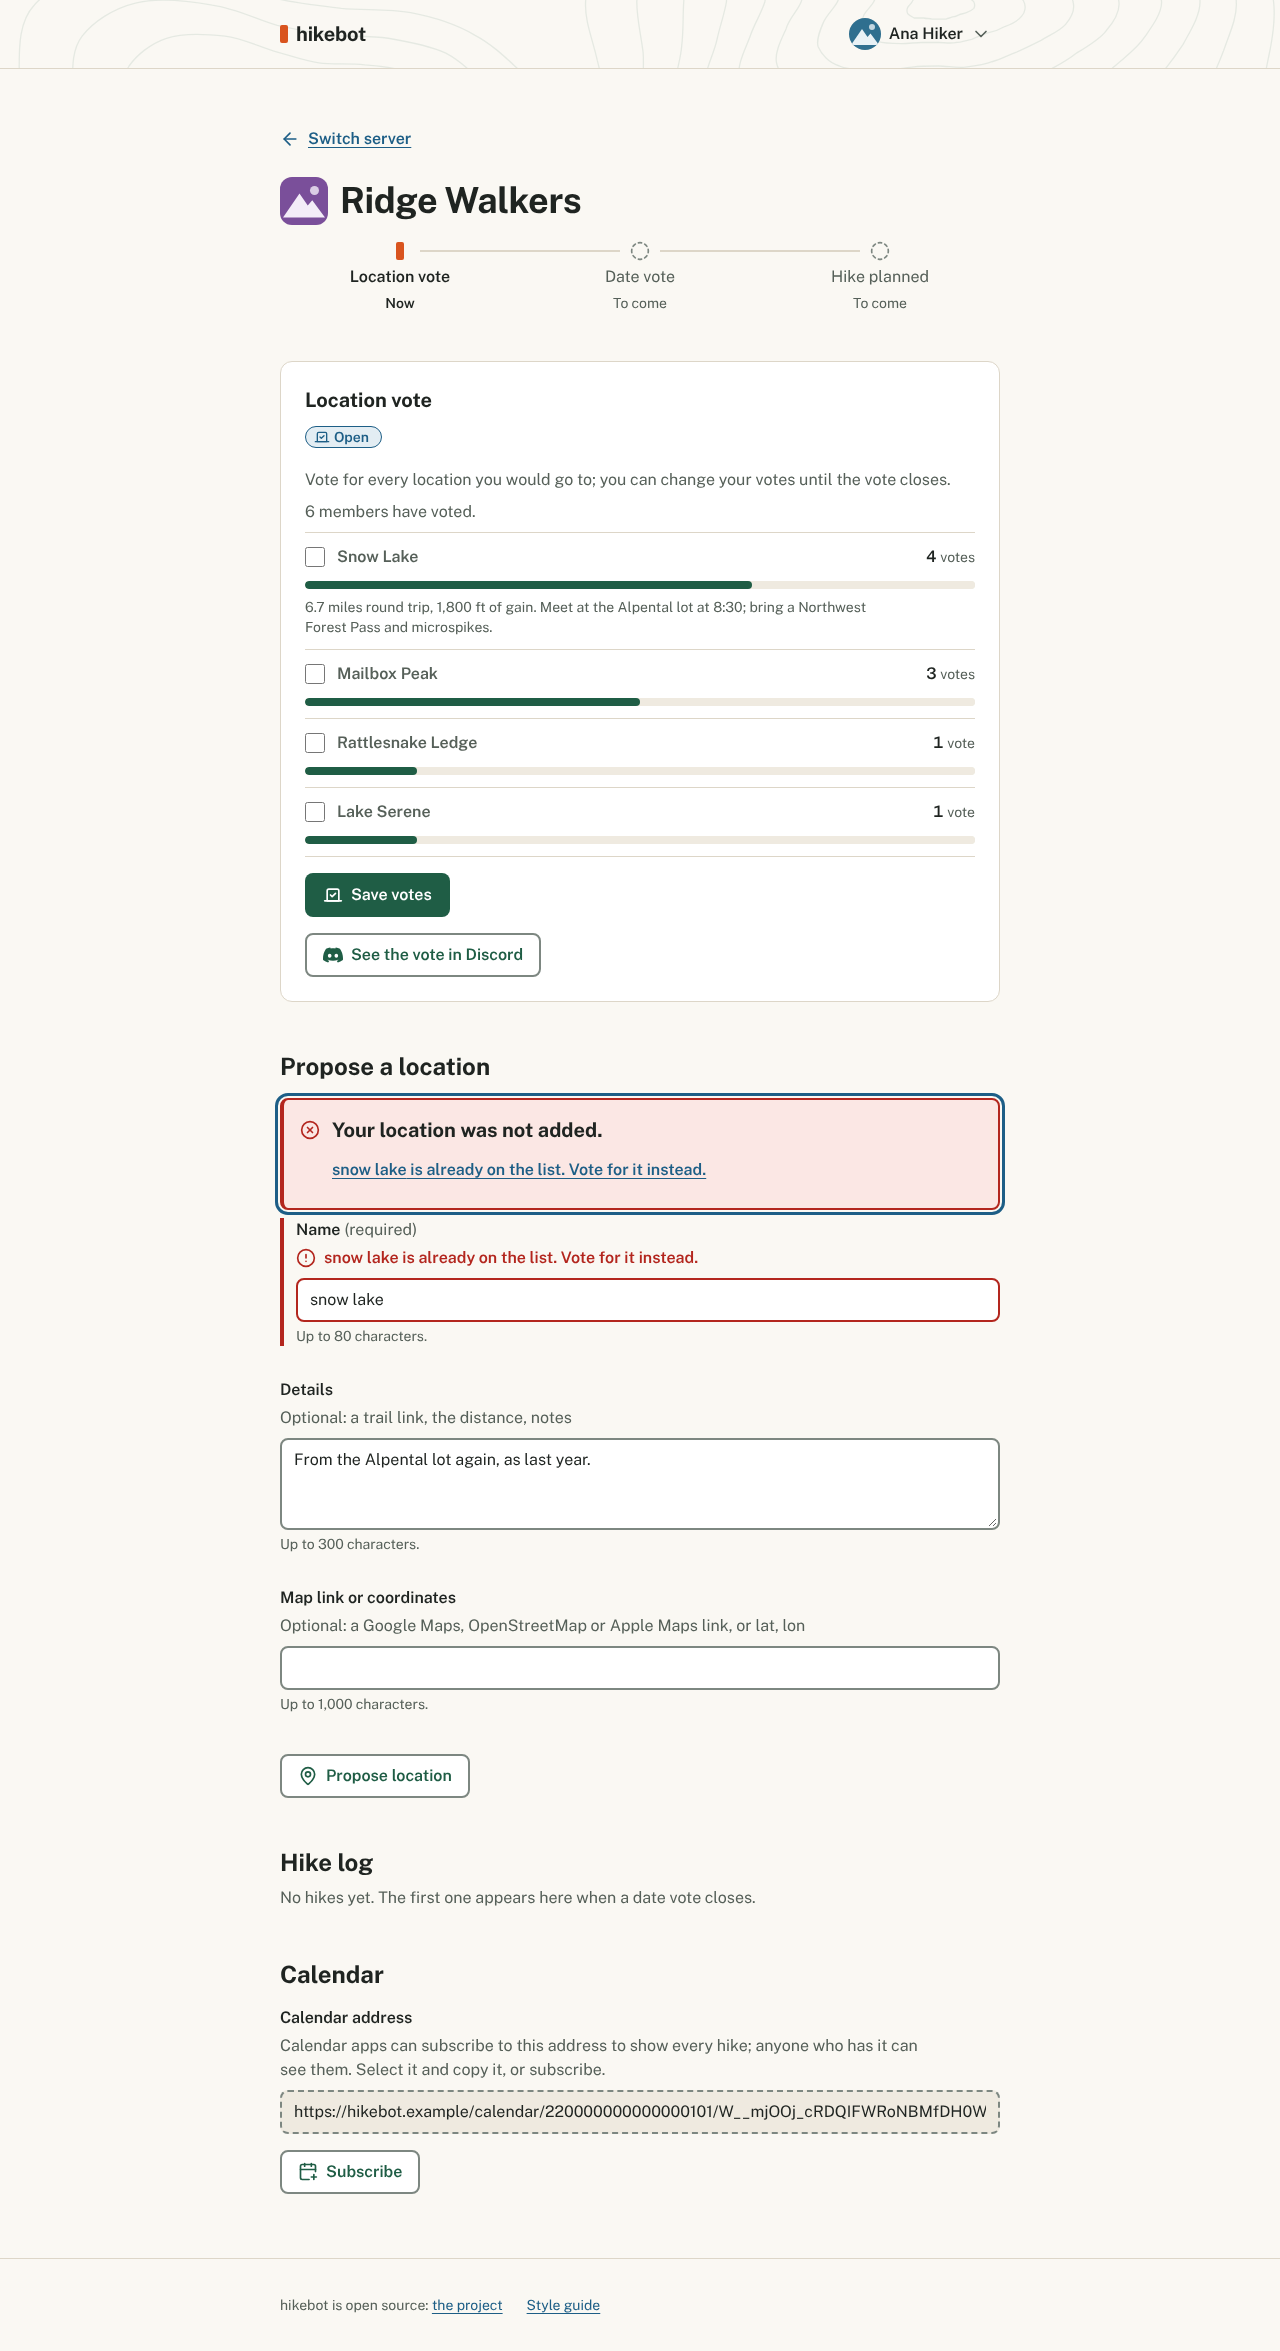 hikebot
Ana Hiker
Switch server
Ridge Walkers
Location vote
Now
Date vote
To come
Hike planned
To come
Location vote
Open
Vote for every location you would go to; you can change your votes until the vote closes.
6 members have voted.
Snow Lake
4 votes
6.7 miles round trip, 1,800 ft of gain. Meet at the Alpental lot at 8:30; bring a Northwest
Forest Pass and microspikes.
Mailbox Peak
3 votes
Rattlesnake Ledge
1 vote
Lake Serene
1 vote
Save votes
See the vote in Discord
Propose a location
Your location was not added.
snow lake is already on the list. Vote for it instead.
Name (required)
snow lake is already on the list. Vote for it instead.
snow lake
Up to 80 characters.
Details
Optional: a trail link, the distance, notes
From the Alpental lot again, as last year.
Up to 300 characters.
Map link or coordinates
Optional: a Google Maps, OpenStreetMap or Apple Maps link, or lat, lon
Up to 1,000 characters.
Propose location
Hike log
No hikes yet. The first one appears here when a date vote closes.
Calendar
Calendar address
Calendar apps can subscribe to this address to show every hike; anyone who has it can
see them. Select it and copy it, or subscribe.
https://hikebot.example/calendar/220000000000000101/W__mjOOj_cRDQIFWRoNBMfDH0W
Subscribe
hikebot is open source: the project
Style guide